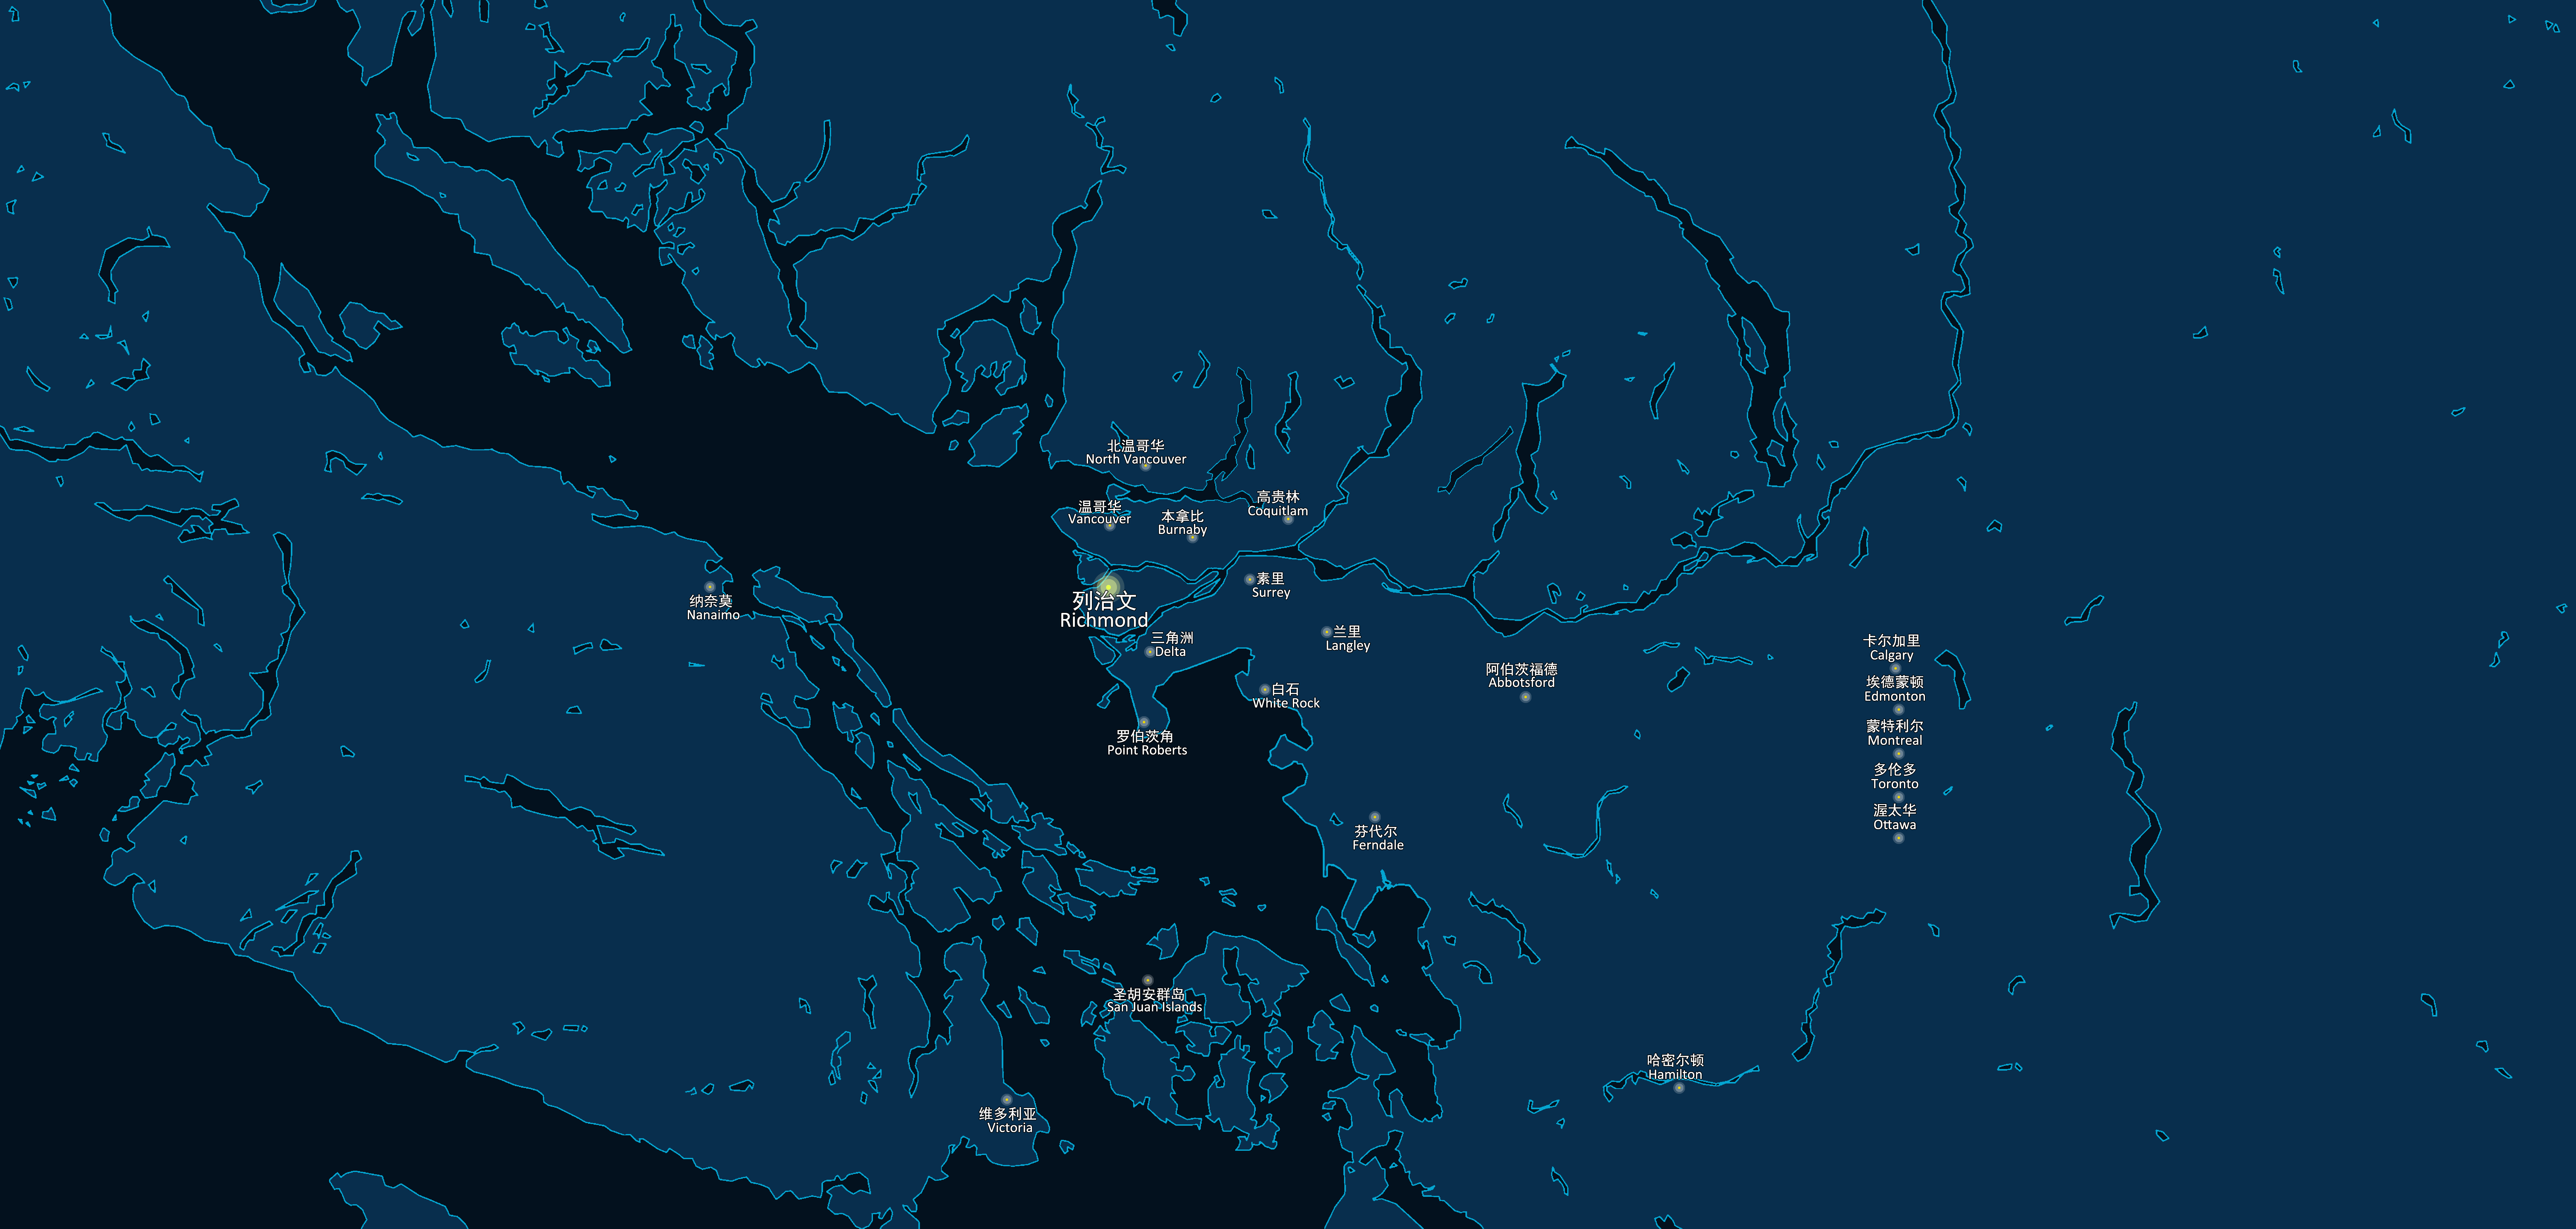 北温哥华
North Vancouver
温哥华
Vancouver
本拿比
Burnaby
高贵林
Coquitlam
纳奈莫
Nanaimo
列治文
Richmond
素里
Surrey
三角洲
Delta
兰里
Langley
白石
White Rock
阿伯茨福德
Abbotsford
罗伯茨角
Point Roberts
卡尔加里
Calgary
埃德蒙顿
Edmonton
蒙特利尔
Montreal
多伦多
Toronto
渥太华
Ottawa
芬代尔
Ferndale
圣胡安群岛
San Juan Islands
哈密尔顿
Hamilton
维多利亚
Victoria